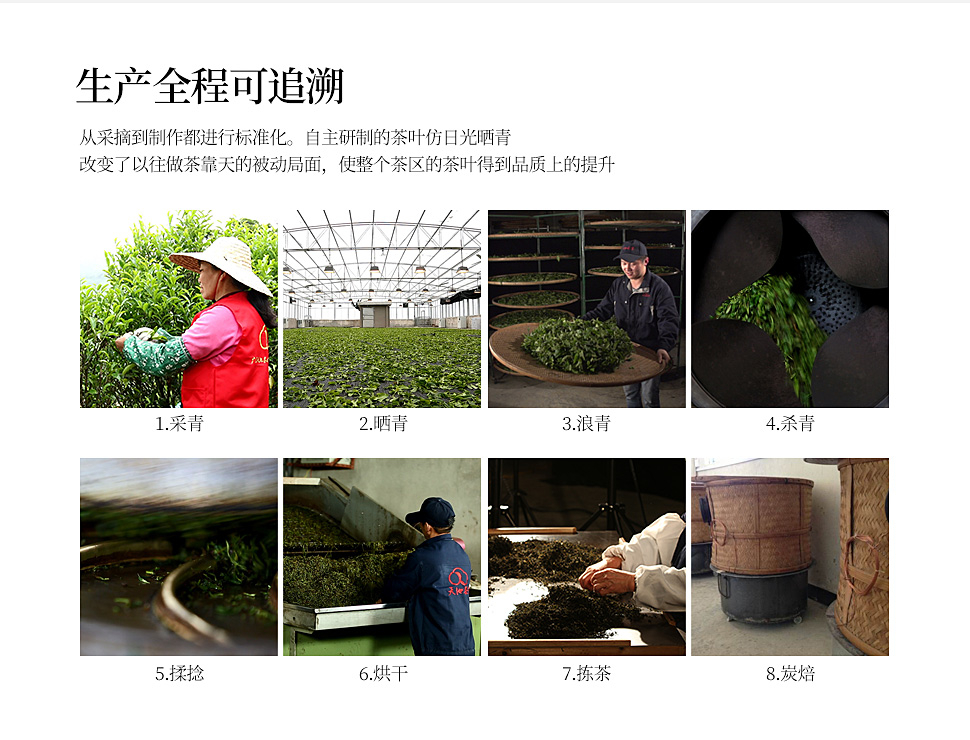 生产全程可追溯
从采摘到制作都进行标准化。自主研制的茶叶仿日光晒青
改变了以往做茶靠天的被动局面，使整个茶区的茶叶得到品质上的提升
1.采青
2.晒青
3.浪青
4.杀青
5.揉捻
6.烘干
7.拣茶
8.炭焙